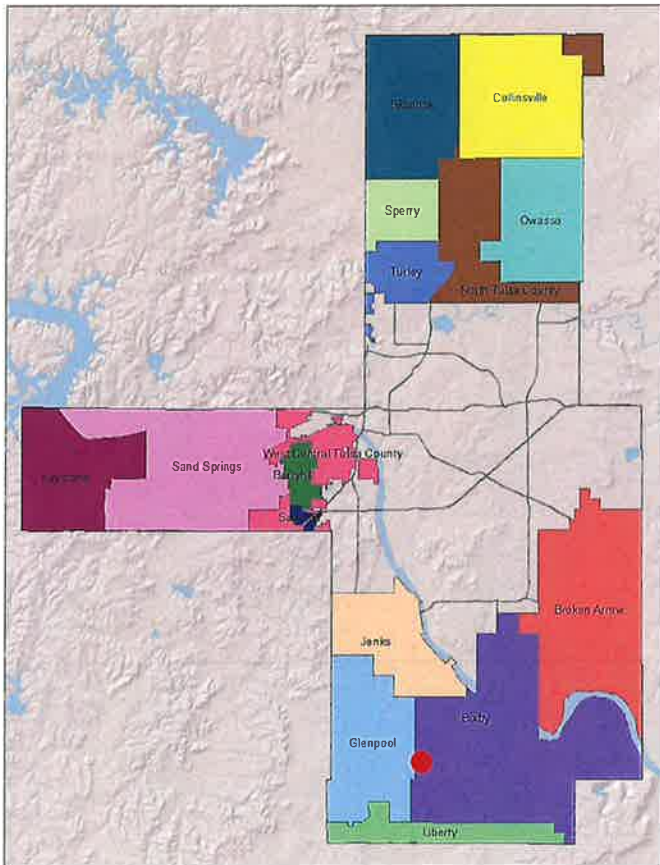 Collinsville
Sperry
Owasso
Turley
North Tulsa County
West Central Tulsa County
Sand Springs
Broken Arrow
Jenks
Bixby
Glenpool
Liberty